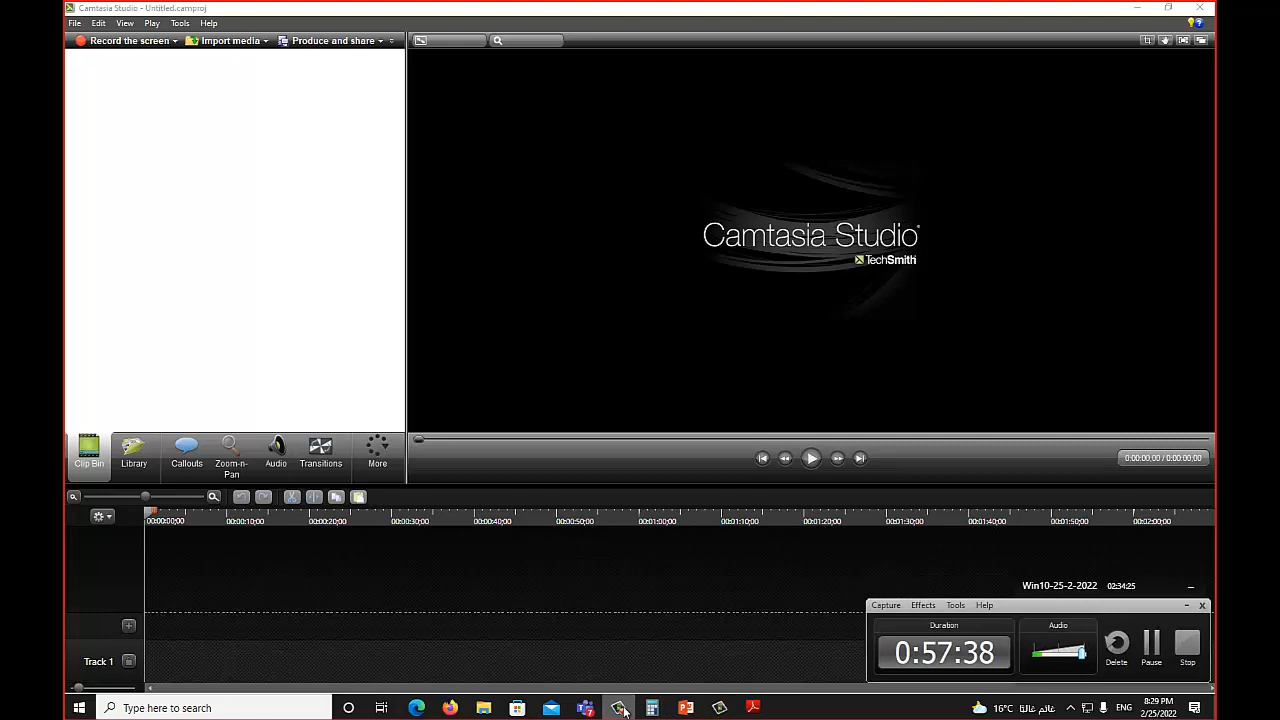 Camtasia Studio - Untitled.camproj
File Edit View Play Tools Help
Record the screen Import media Produce and share
Camtasia Studio
TechSmith
Clip Bin Library Callouts Zoom-n-Pan Audio Transitions More
0:00:00;00 / 0:00:00;00
00:00:00;00 00:00:10;00 00:00:20;00 00:00:30;00 00:00:40;00 00:00:50;00 00:01:00;00 00:01:10;00 00:01:20;00 00:01:30;00 00:01:40;00 00:01:50;00 00:02:00;00
Win10-25-2-2022 02:34:25
Capture Effects Tools Help
Duration Audio
0:57:38
Delete Pause Stop
Track 1
Type here to search
16°C غائم غالبًا ENG
8:29 PM
2/25/2022